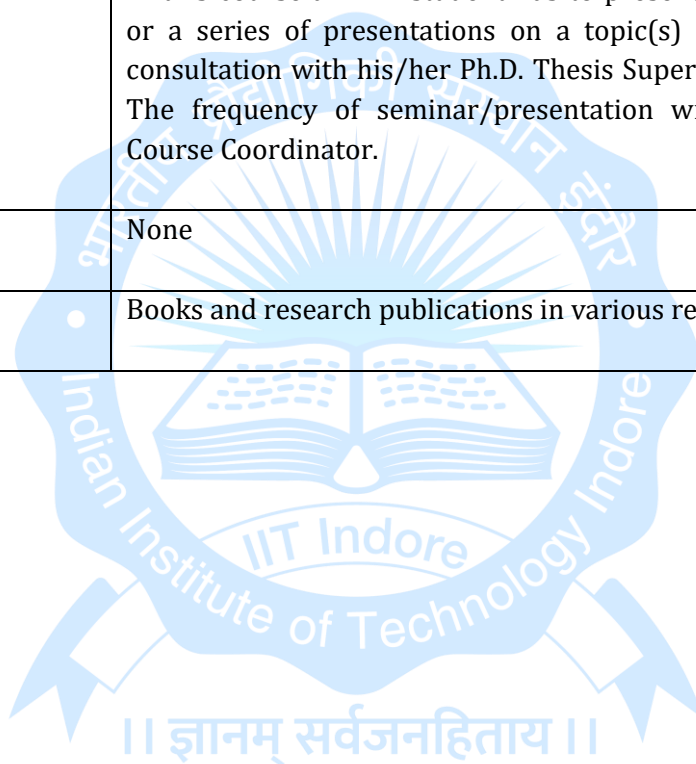 or a series of presentations on a topic(s)
consultation with his/her Ph.D. Thesis Super
The frequency of seminar/presentation wi
Course Coordinator.
None
Books and research publications in various re
भारतीय प्रौद्योगिकी संस्थान इंदौर
IIT Indore
Indian Institute of Technology Indore
।। ज्ञानम् सर्वजनहिताय ।।